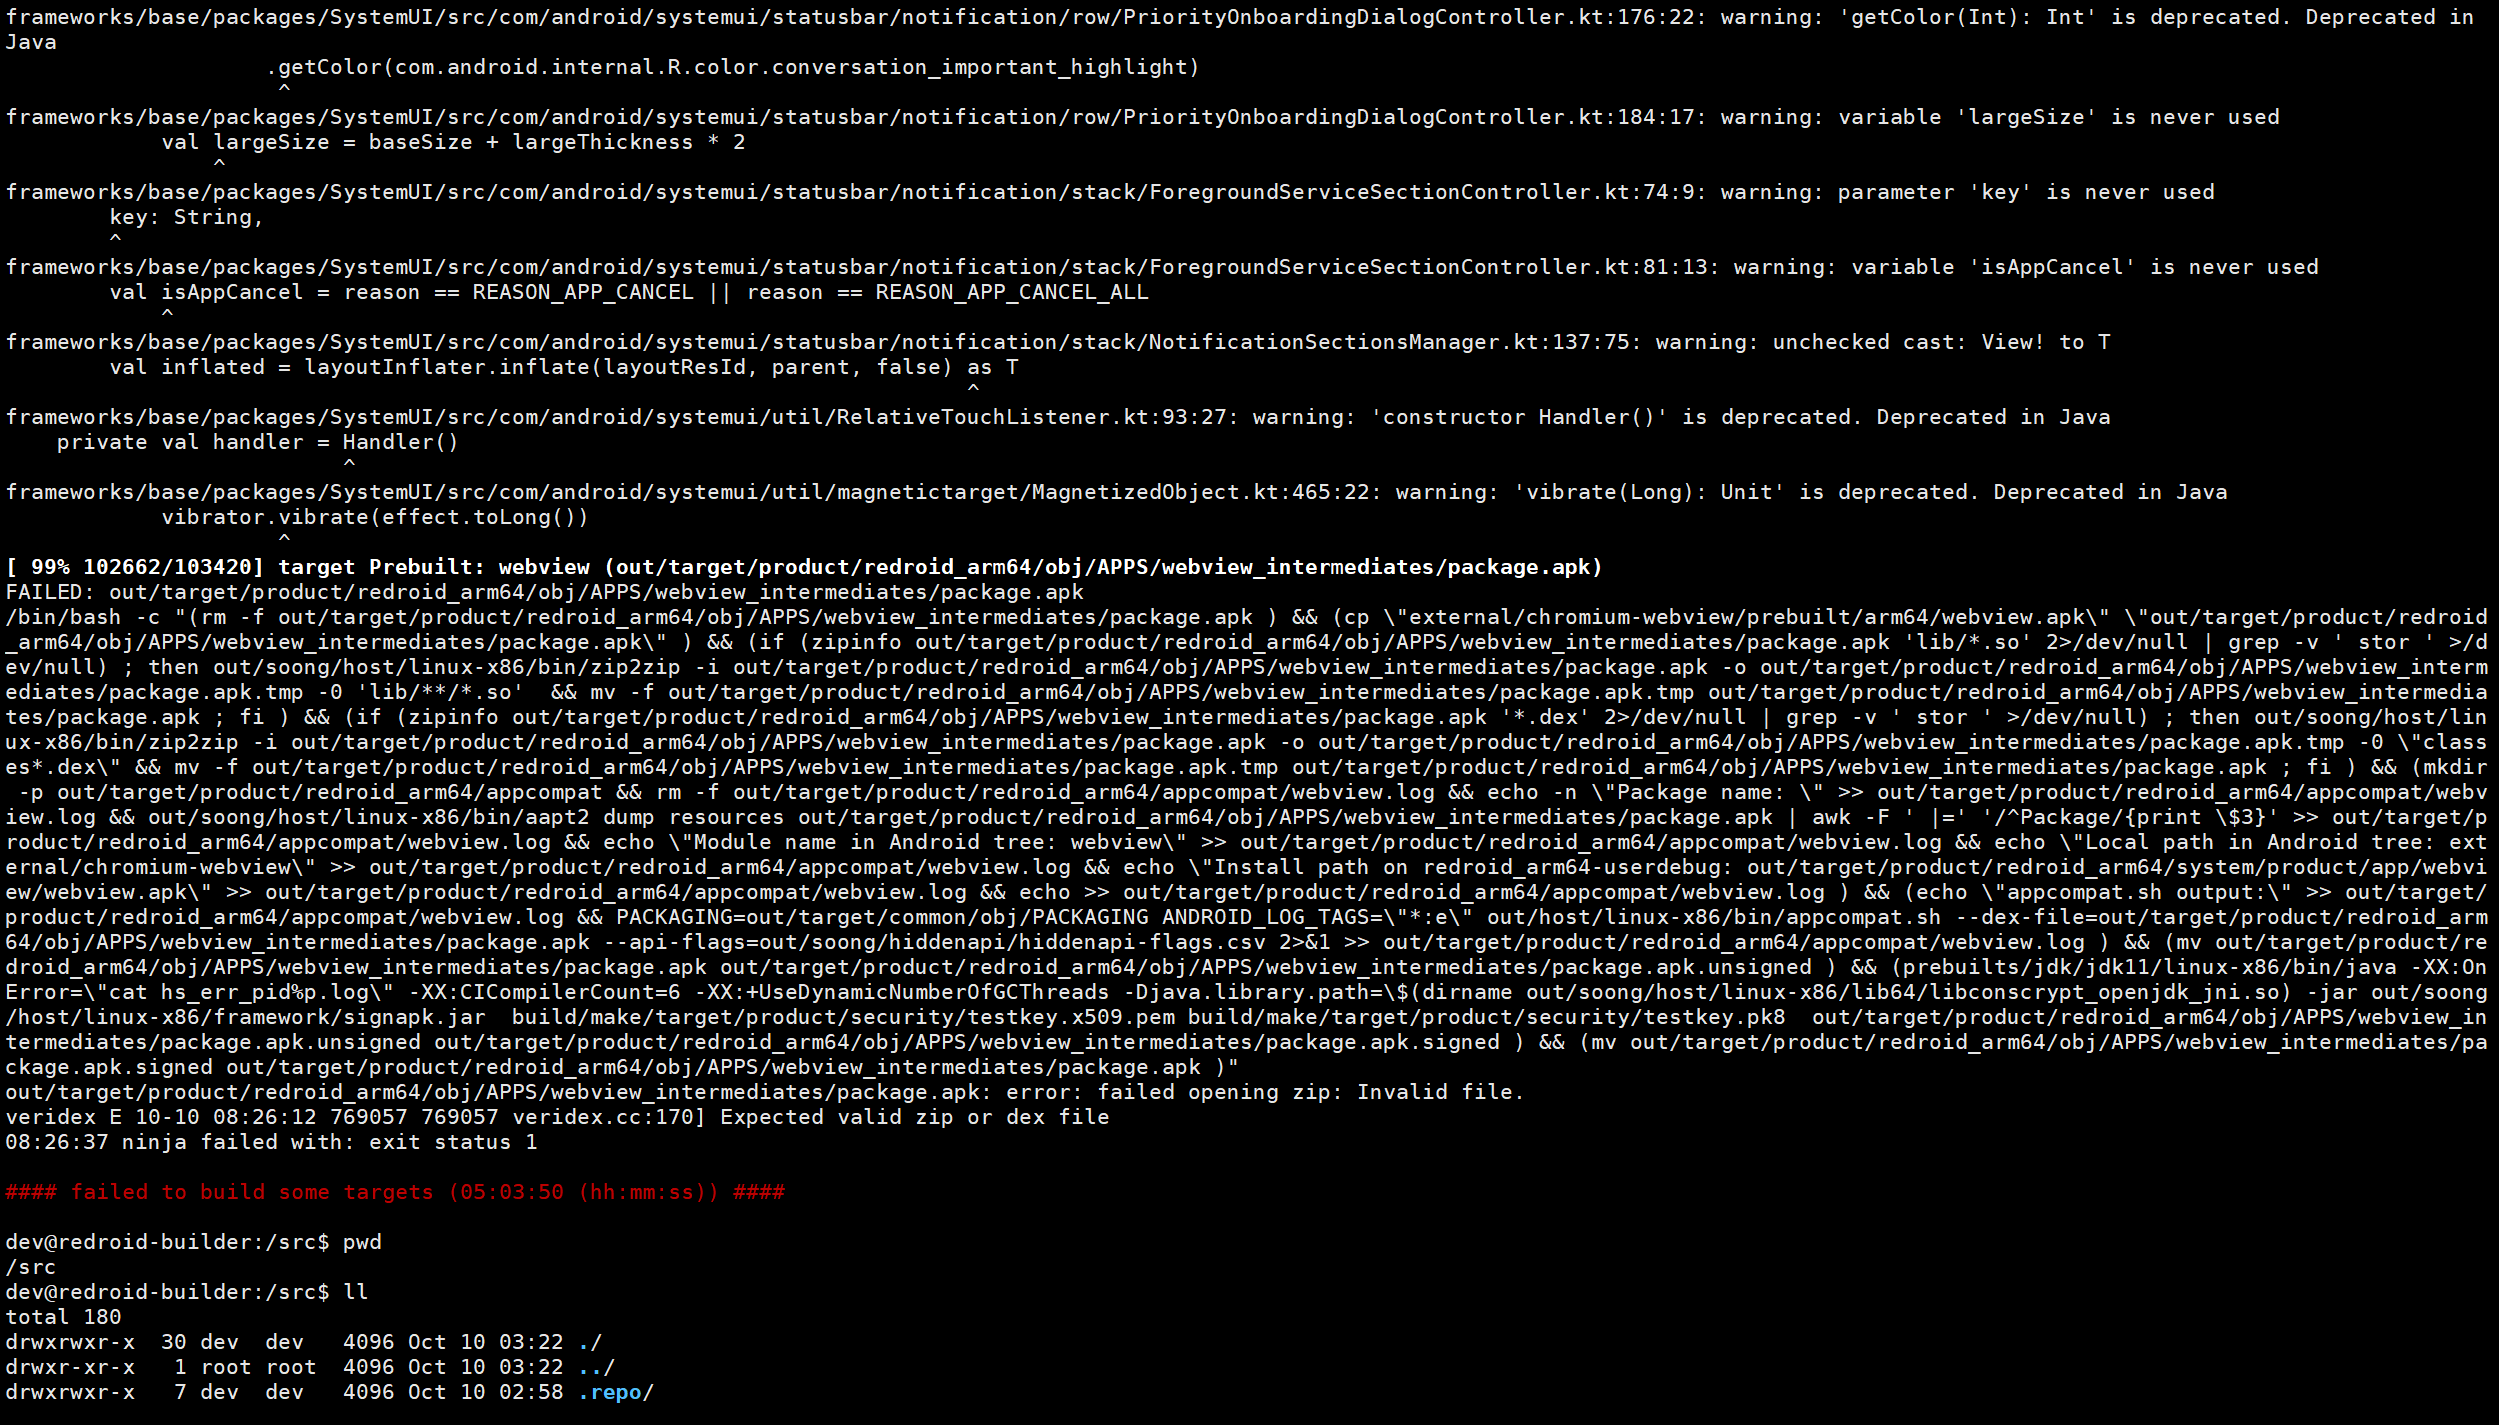 frameworks/base/packages/SystemUI/src/com/android/systemui/statusbar/notification/row/PriorityOnboardingDialogController.kt:176:22: warning: 'getColor(Int): Int' is deprecated. Deprecated in
Java
                    .getColor(com.android.internal.R.color.conversation_important_highlight)
                     ^
frameworks/base/packages/SystemUI/src/com/android/systemui/statusbar/notification/row/PriorityOnboardingDialogController.kt:184:17: warning: variable 'largeSize' is never used
            val largeSize = baseSize + largeThickness * 2
                ^
frameworks/base/packages/SystemUI/src/com/android/systemui/statusbar/notification/stack/ForegroundServiceSectionController.kt:74:9: warning: parameter 'key' is never used
        key: String,
        ^
frameworks/base/packages/SystemUI/src/com/android/systemui/statusbar/notification/stack/ForegroundServiceSectionController.kt:81:13: warning: variable 'isAppCancel' is never used
        val isAppCancel = reason == REASON_APP_CANCEL || reason == REASON_APP_CANCEL_ALL
            ^
frameworks/base/packages/SystemUI/src/com/android/systemui/statusbar/notification/stack/NotificationSectionsManager.kt:137:75: warning: unchecked cast: View! to T
        val inflated = layoutInflater.inflate(layoutResId, parent, false) as T
                                                                          ^
frameworks/base/packages/SystemUI/src/com/android/systemui/util/RelativeTouchListener.kt:93:27: warning: 'constructor Handler()' is deprecated. Deprecated in Java
    private val handler = Handler()
                          ^
frameworks/base/packages/SystemUI/src/com/android/systemui/util/magnetictarget/MagnetizedObject.kt:465:22: warning: 'vibrate(Long): Unit' is deprecated. Deprecated in Java
            vibrator.vibrate(effect.toLong())
                     ^
[ 99% 102662/103420] target Prebuilt: webview (out/target/product/redroid_arm64/obj/APPS/webview_intermediates/package.apk)
FAILED: out/target/product/redroid_arm64/obj/APPS/webview_intermediates/package.apk
/bin/bash -c "(rm -f out/target/product/redroid_arm64/obj/APPS/webview_intermediates/package.apk ) && (cp \"external/chromium-webview/prebuilt/arm64/webview.apk\" \"out/target/product/redroid
_arm64/obj/APPS/webview_intermediates/package.apk\" ) && (if (zipinfo out/target/product/redroid_arm64/obj/APPS/webview_intermediates/package.apk 'lib/*.so' 2>/dev/null | grep -v ' stor ' >/d
ev/null) ; then out/soong/host/linux-x86/bin/zip2zip -i out/target/product/redroid_arm64/obj/APPS/webview_intermediates/package.apk -o out/target/product/redroid_arm64/obj/APPS/webview_interm
ediates/package.apk.tmp -0 'lib/**/*.so'  && mv -f out/target/product/redroid_arm64/obj/APPS/webview_intermediates/package.apk.tmp out/target/product/redroid_arm64/obj/APPS/webview_intermedia
tes/package.apk ; fi ) && (if (zipinfo out/target/product/redroid_arm64/obj/APPS/webview_intermediates/package.apk '*.dex' 2>/dev/null | grep -v ' stor ' >/dev/null) ; then out/soong/host/lin
ux-x86/bin/zip2zip -i out/target/product/redroid_arm64/obj/APPS/webview_intermediates/package.apk -o out/target/product/redroid_arm64/obj/APPS/webview_intermediates/package.apk.tmp -0 \"class
es*.dex\" && mv -f out/target/product/redroid_arm64/obj/APPS/webview_intermediates/package.apk.tmp out/target/product/redroid_arm64/obj/APPS/webview_intermediates/package.apk ; fi ) && (mkdir
 -p out/target/product/redroid_arm64/appcompat && rm -f out/target/product/redroid_arm64/appcompat/webview.log && echo -n \"Package name: \" >> out/target/product/redroid_arm64/appcompat/webv
iew.log && out/soong/host/linux-x86/bin/aapt2 dump resources out/target/product/redroid_arm64/obj/APPS/webview_intermediates/package.apk | awk -F ' |=' '/^Package/{print \$3}' >> out/target/p
roduct/redroid_arm64/appcompat/webview.log && echo \"Module name in Android tree: webview\" >> out/target/product/redroid_arm64/appcompat/webview.log && echo \"Local path in Android tree: ext
ernal/chromium-webview\" >> out/target/product/redroid_arm64/appcompat/webview.log && echo \"Install path on redroid_arm64-userdebug: out/target/product/redroid_arm64/system/product/app/webvi
ew/webview.apk\" >> out/target/product/redroid_arm64/appcompat/webview.log && echo >> out/target/product/redroid_arm64/appcompat/webview.log ) && (echo \"appcompat.sh output:\" >> out/target/
product/redroid_arm64/appcompat/webview.log && PACKAGING=out/target/common/obj/PACKAGING ANDROID_LOG_TAGS=\"*:e\" out/host/linux-x86/bin/appcompat.sh --dex-file=out/target/product/redroid_arm
64/obj/APPS/webview_intermediates/package.apk --api-flags=out/soong/hiddenapi/hiddenapi-flags.csv 2>&1 >> out/target/product/redroid_arm64/appcompat/webview.log ) && (mv out/target/product/re
droid_arm64/obj/APPS/webview_intermediates/package.apk out/target/product/redroid_arm64/obj/APPS/webview_intermediates/package.apk.unsigned ) && (prebuilts/jdk/jdk11/linux-x86/bin/java -XX:On
Error=\"cat hs_err_pid%p.log\" -XX:CICompilerCount=6 -XX:+UseDynamicNumberOfGCThreads -Djava.library.path=\$(dirname out/soong/host/linux-x86/lib64/libconscrypt_openjdk_jni.so) -jar out/soong
/host/linux-x86/framework/signapk.jar  build/make/target/product/security/testkey.x509.pem build/make/target/product/security/testkey.pk8  out/target/product/redroid_arm64/obj/APPS/webview_in
termediates/package.apk.unsigned out/target/product/redroid_arm64/obj/APPS/webview_intermediates/package.apk.signed ) && (mv out/target/product/redroid_arm64/obj/APPS/webview_intermediates/pa
ckage.apk.signed out/target/product/redroid_arm64/obj/APPS/webview_intermediates/package.apk )"
out/target/product/redroid_arm64/obj/APPS/webview_intermediates/package.apk: error: failed opening zip: Invalid file.
veridex E 10-10 08:26:12 769057 769057 veridex.cc:170] Expected valid zip or dex file
08:26:37 ninja failed with: exit status 1

#### failed to build some targets (05:03:50 (hh:mm:ss)) ####

dev@redroid-builder:/src$ pwd
/src
dev@redroid-builder:/src$ ll
total 180
drwxrwxr-x  30 dev  dev   4096 Oct 10 03:22 ./
drwxr-xr-x   1 root root  4096 Oct 10 03:22 ../
drwxrwxr-x   7 dev  dev   4096 Oct 10 02:58 .repo/